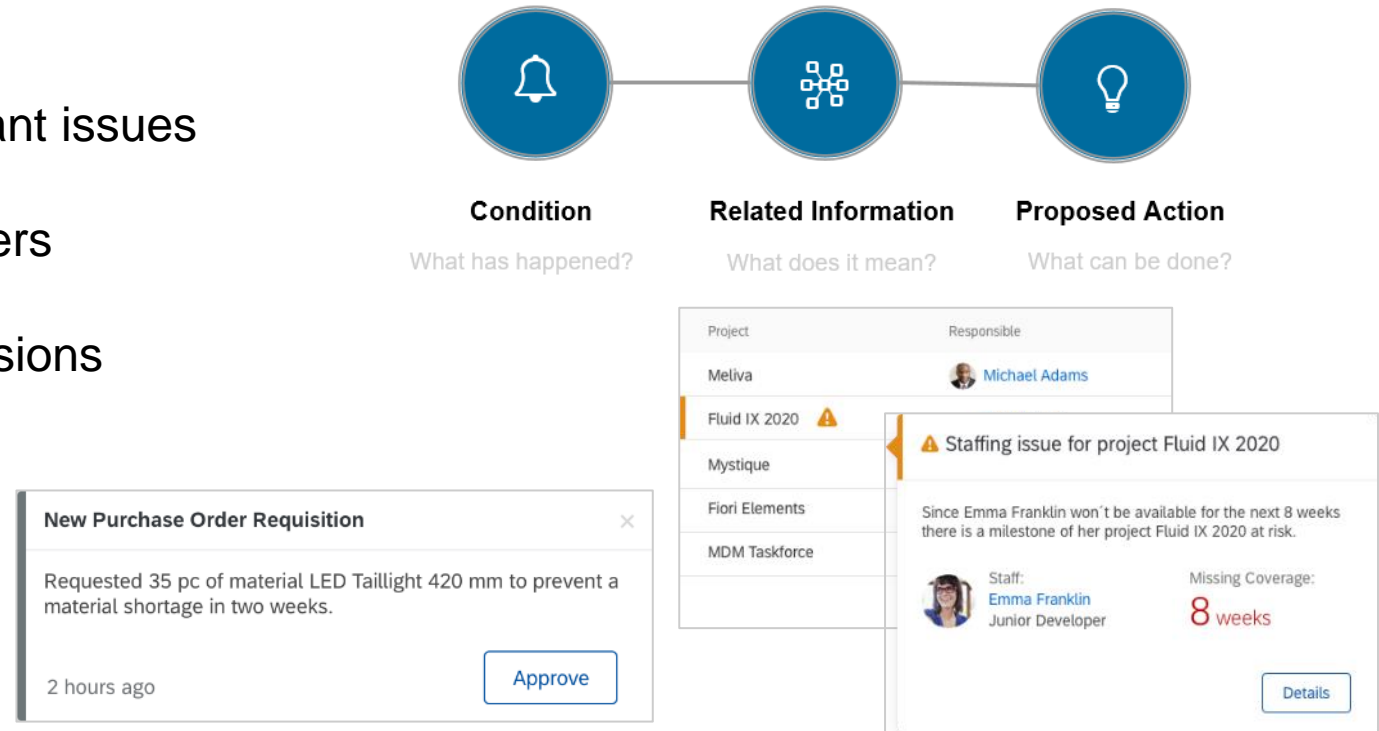 ant issues
ers
sions
Condition
Related Information
Proposed Action
What has happened?
What does it mean?
What can be done?
Project
Responsible
Meliva
Michael Adams
Fluid IX 2020
Mystique
Fiori Elements
MDM Taskforce
Staffing issue for project Fluid IX 2020
Since Emma Franklin won´t be available for the next 8 weeks
there is a milestone of her project Fluid IX 2020 at risk.
Staff:
Emma Franklin
Junior Developer
Missing Coverage:
8 weeks
Details
New Purchase Order Requisition
Requested 35 pc of material LED Taillight 420 mm to prevent a
material shortage in two weeks.
2 hours ago
Approve